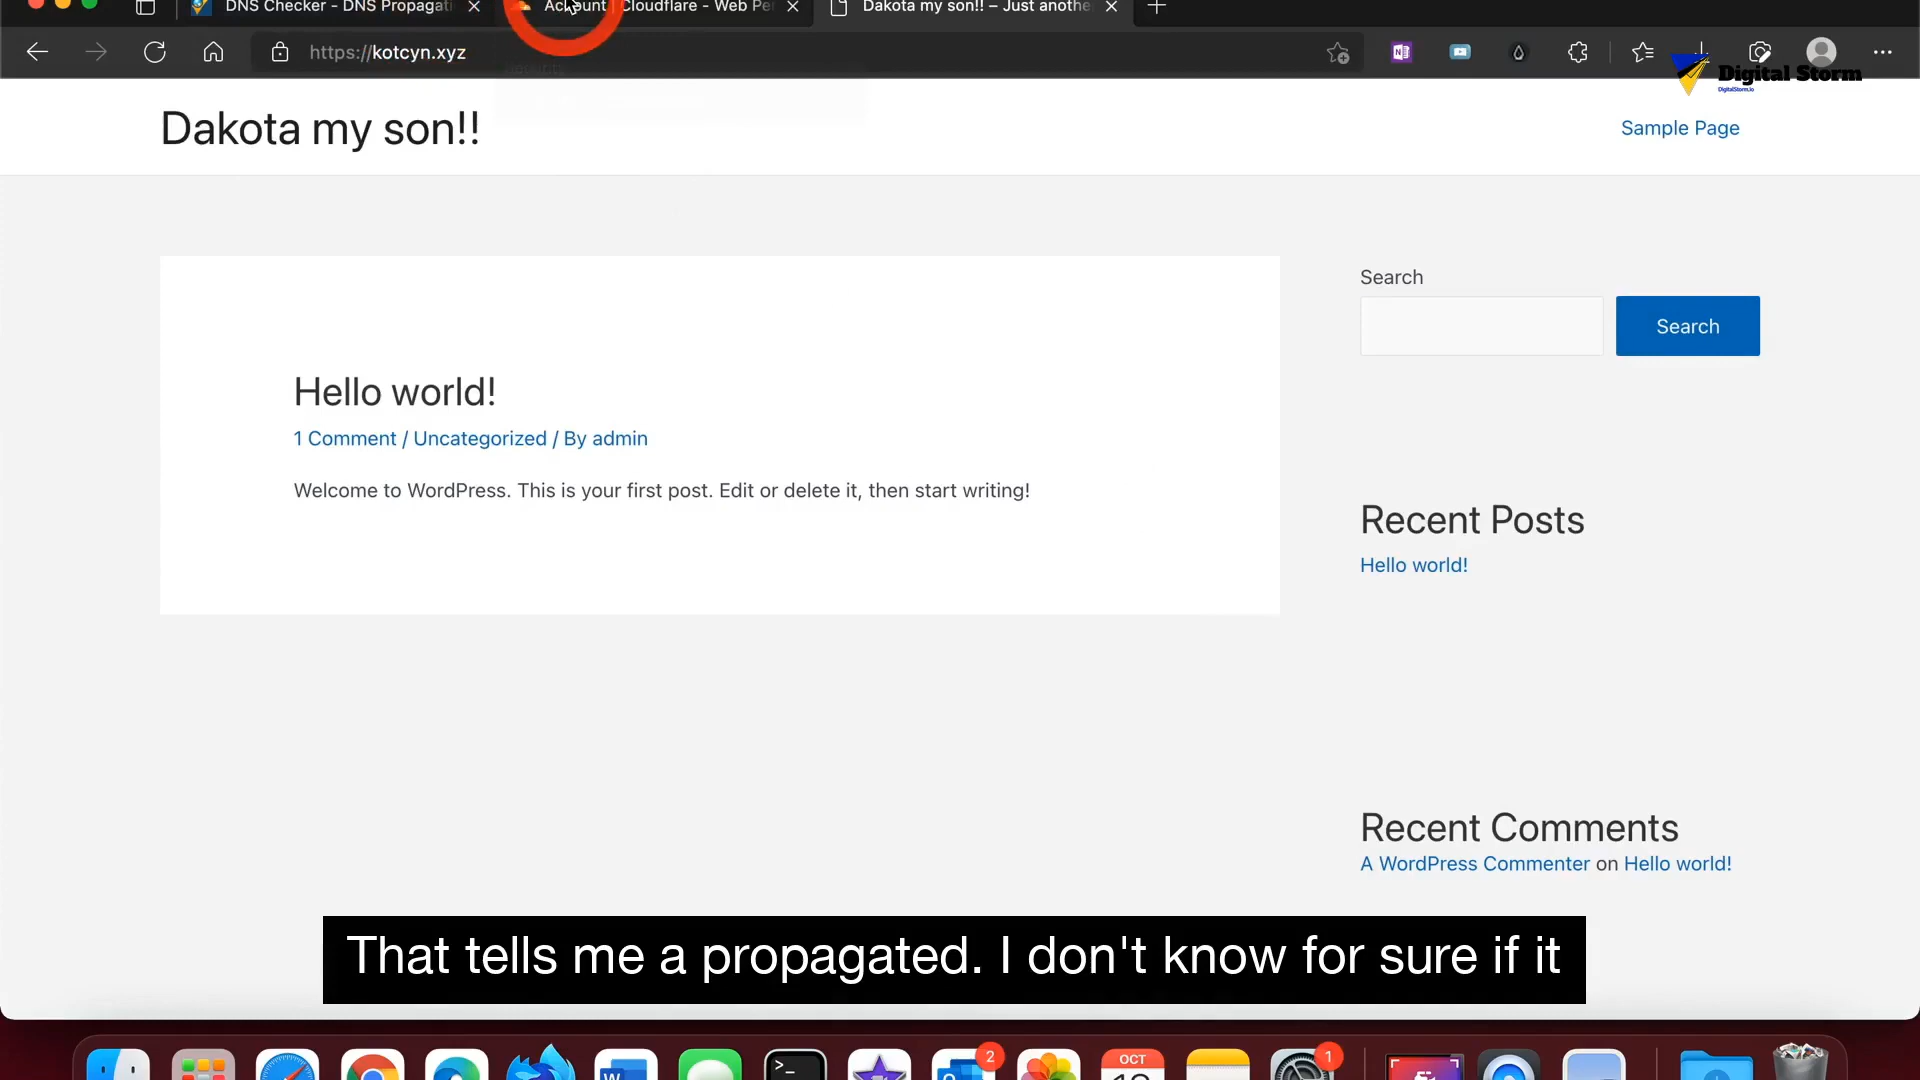 DNS Checker - DNS Propagati
Account | Cloudflare - Web Per
Dakota my son!! – Just anothe
https://kotcyn.xyz
Digital Storm
DigitalStorm.io
Dakota my son!!
Sample Page
Search
Search
Hello world!
1 Comment / Uncategorized / By admin
Welcome to WordPress. This is your first post. Edit or delete it, then start writing!
Recent Posts
Hello world!
Recent Comments
A WordPress Commenter on Hello world!
That tells me a propagated. I don't know for sure if it
2
OCT
1